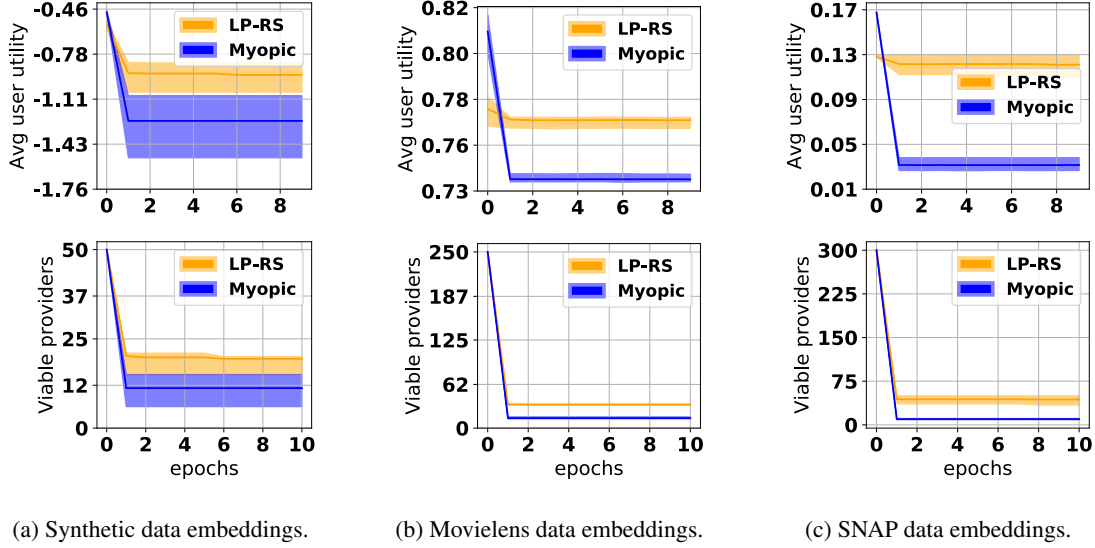 -0.46
-0.78
-1.11
-1.43
-1.76
Avg user utility
LP-RS
Myopic
0 2 4 6 8
0.82
0.80
0.78
0.76
0.73
Avg user utility
LP-RS
Myopic
0 2 4 6 8
0.17
0.13
0.09
0.05
0.01
Avg user utility
LP-RS
Myopic
0 2 4 6 8
50
37
25
12
0
Viable providers
LP-RS
Myopic
0 2 4 6 8 10
epochs
250
187
125
62
0
Viable providers
LP-RS
Myopic
0 2 4 6 8 10
epochs
300
225
150
75
0
Viable providers
LP-RS
Myopic
0 2 4 6 8 10
epochs
(a) Synthetic data embeddings.
(b) Movielens data embeddings.
(c) SNAP data embeddings.